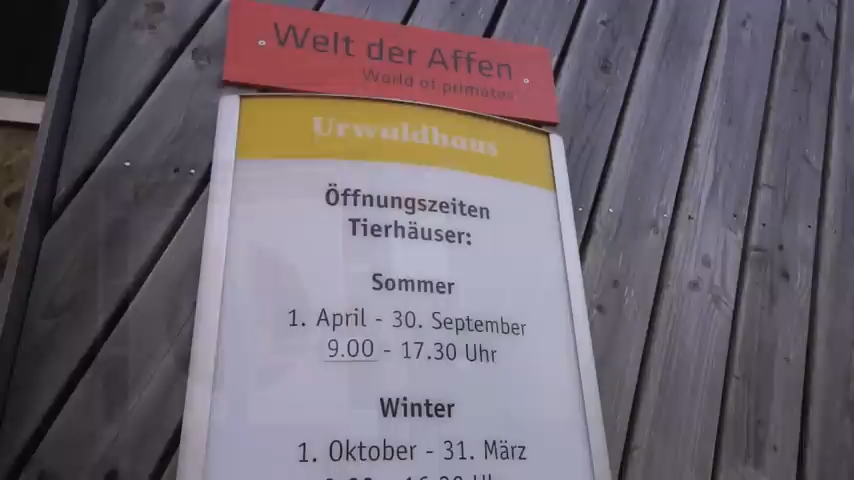 Welt der Affen
World of primates
Urwaldhaus
Öffnungszeiten
Tierhäuser:
Sommer
1. April - 30. September
9.00 - 17.30 Uhr
Winter
1. Oktober - 31. März